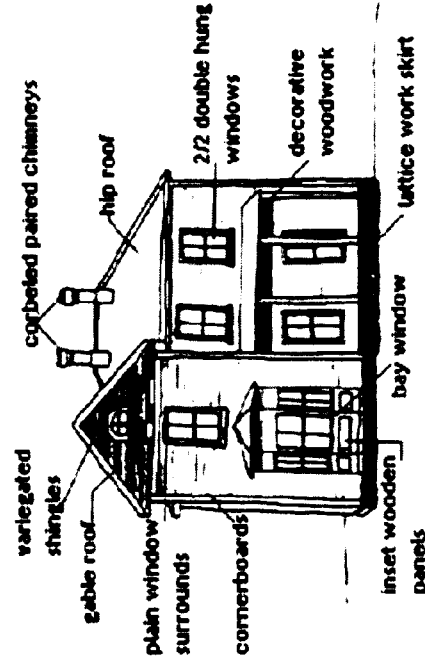 corbeled paired chimneys
hip roof
2/2 double hung
windows
decorative
woodwork
lattice work skirt
variegated
shingles
gable roof
plain window
surrounds
cornerboards
inset wooden
panels
bay window